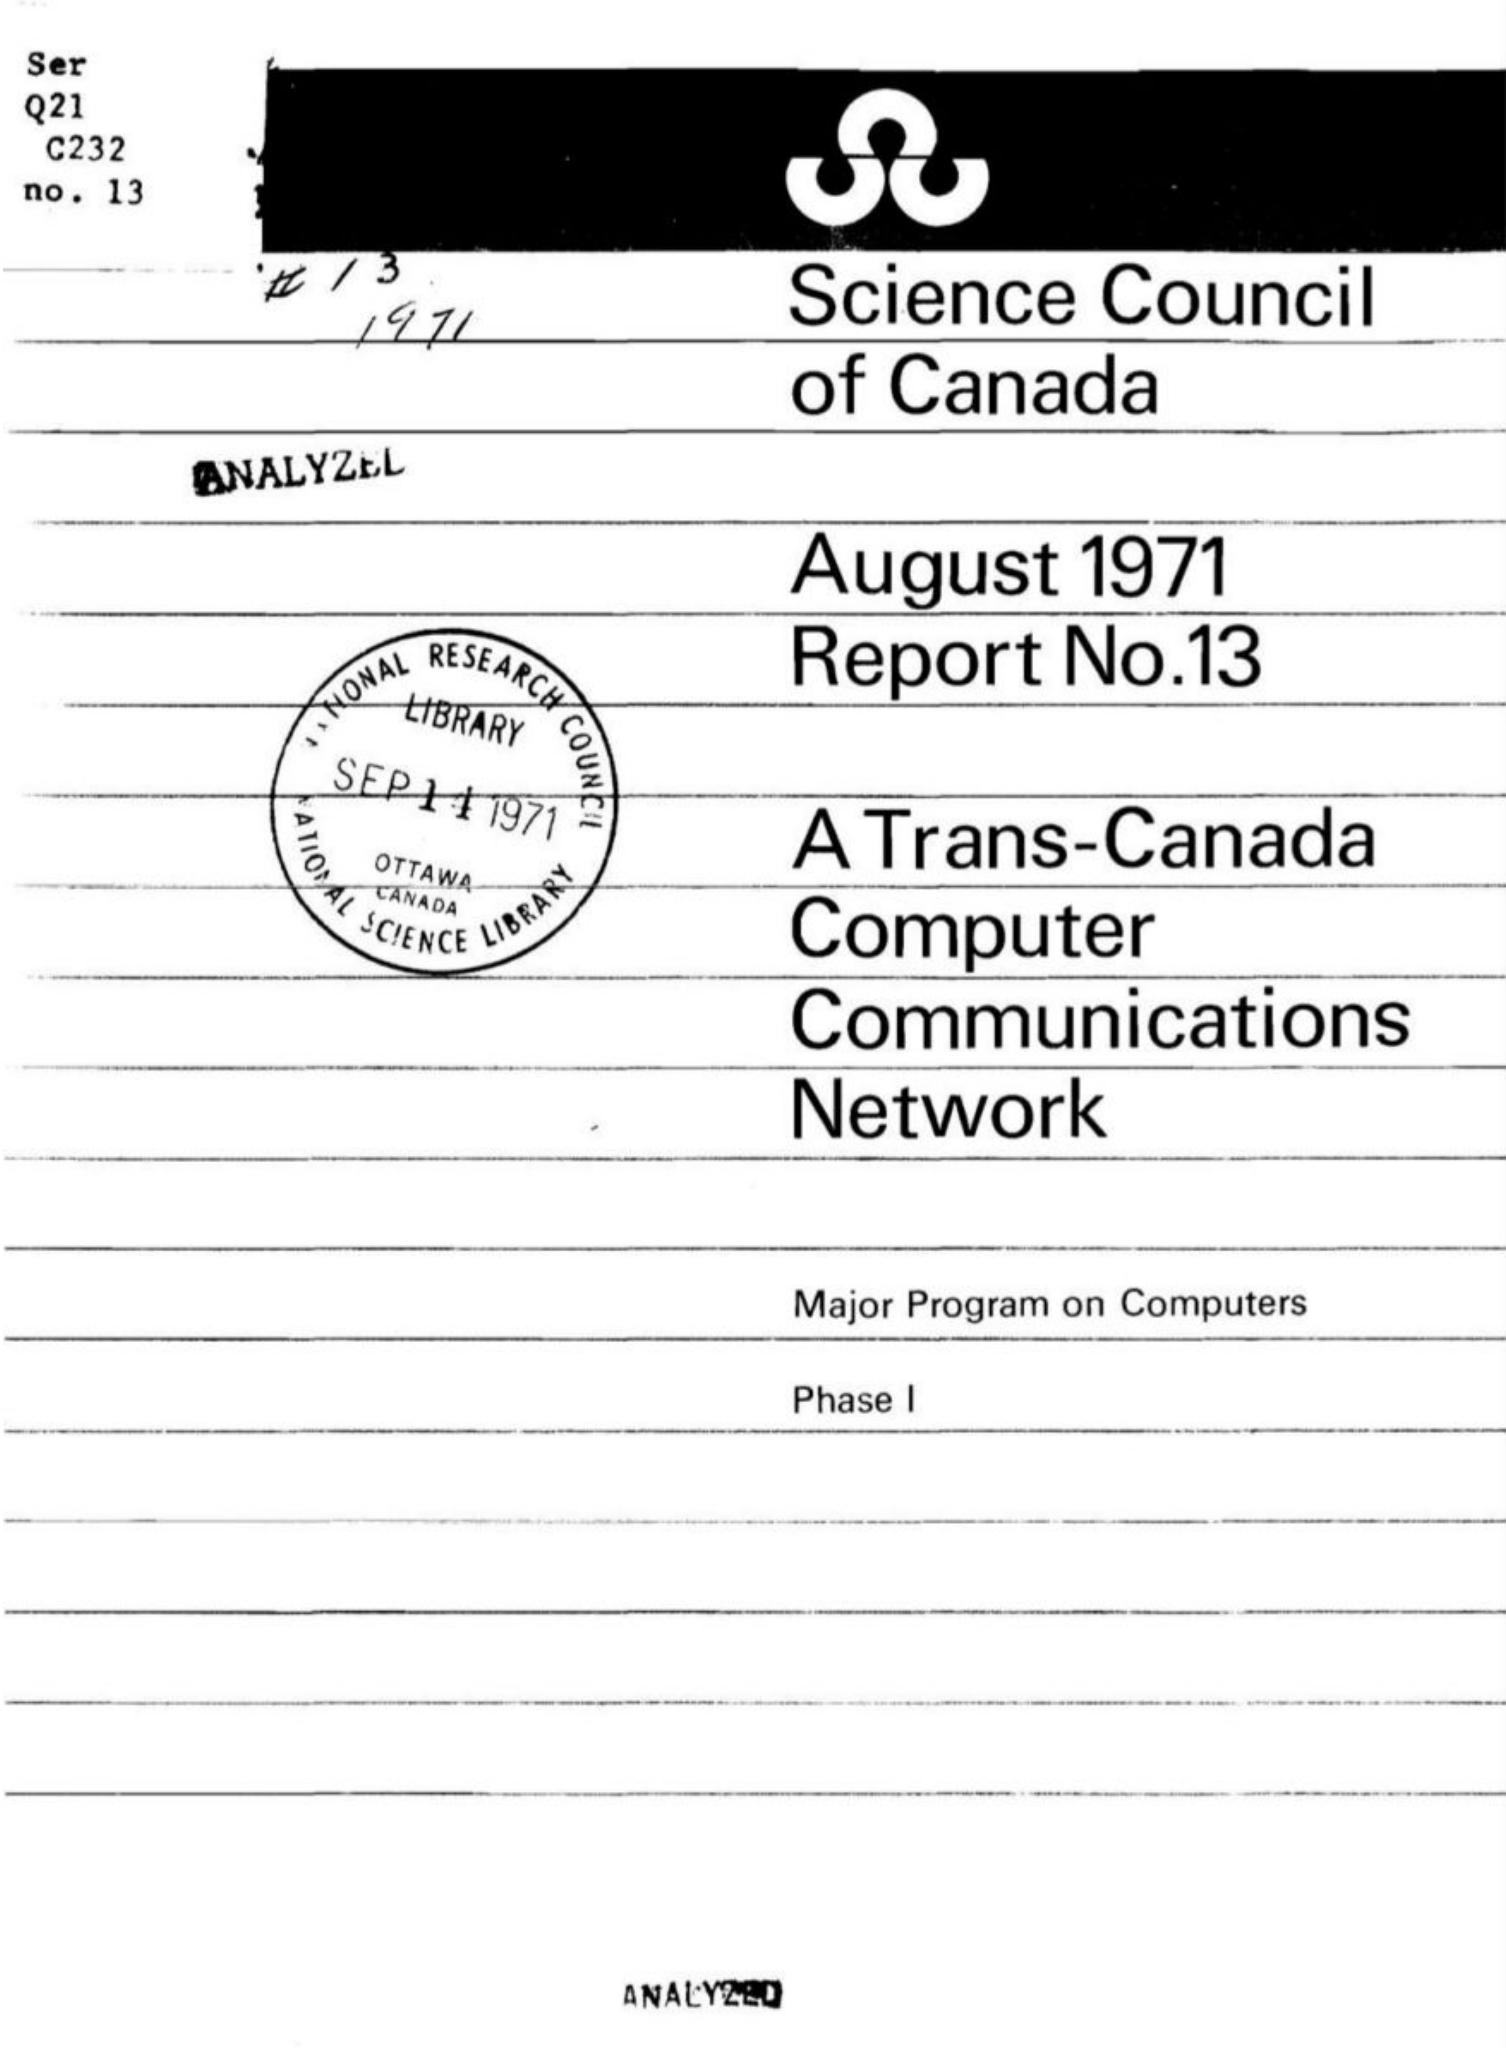 Ser
Q21
C232
no. 13
# 13
1971
Science Council
of Canada
ANALYZEL
August 1971
Report No.13
NATIONAL RESEARCH COUNCIL
LIBRARY
SEP 14 1971
OTTAWA
CANADA
NATIONAL SCIENCE LIBRARY
A Trans-Canada
Computer
Communications
Network
Major Program on Computers
Phase I
ANALYZED